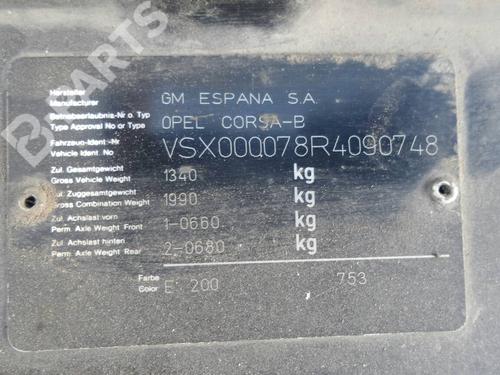 B PARTS
Hersteller
Manufacturer
GM ESPANA S.A.
Betriebserlaubnis-Nr o. Typ
Type Approval No or Type
OPEL CORSA-B
Fahrzeug-Ident.-Nr
Vehicle Ident No
VSX000078R4090748
Zul. Gesamtgewicht
Gross Vehicle Weight
1340 kg
Zul. Zuggesamtgewicht
Gross Combination Weight
1990 kg
Zul. Achslast vorn
Perm. Axle Weight Front
1-0660 kg
Zul. Achslast hinten
Perm. Axle Weight Rear
2-0680 kg
Farbe
Color
E 200 753